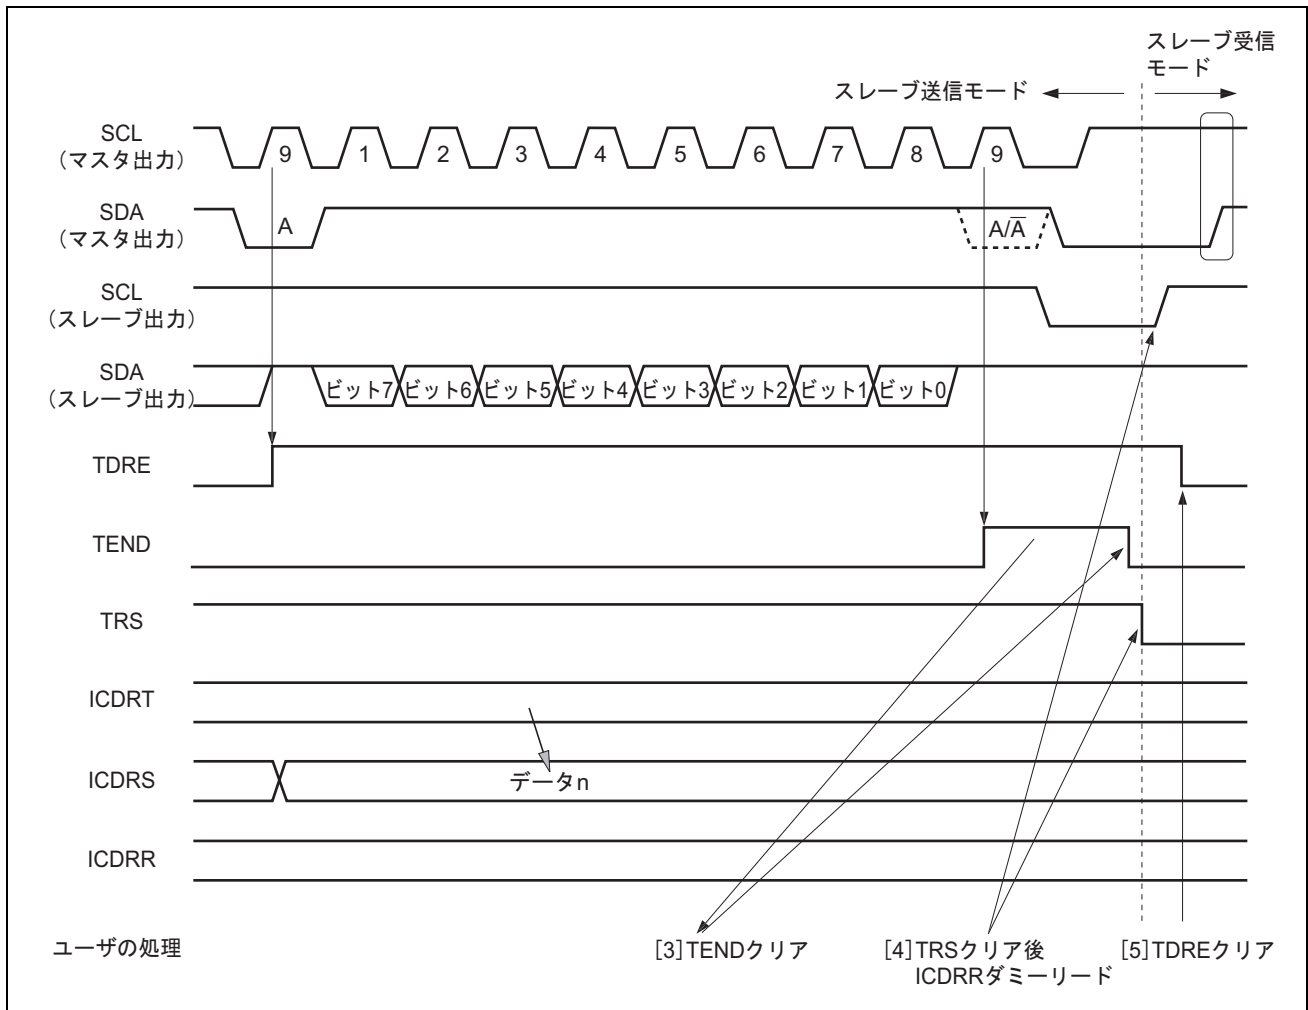 スレーブ受信
モード
スレーブ送信モード
SCL
(マスタ出力)
9 1 2 3 4 5 6 7 8 9
SDA
(マスタ出力)
A
A/A̅
SCL
(スレーブ出力)
SDA
(スレーブ出力)
ビット7 ビット6 ビット5 ビット4 ビット3 ビット2 ビット1 ビット0
TDRE
TEND
TRS
ICDRT
ICDRS
データn
ICDRR
ユーザの処理
[3]TENDクリア
[4]TRSクリア後
ICDRRダミーリード
[5]TDREクリア